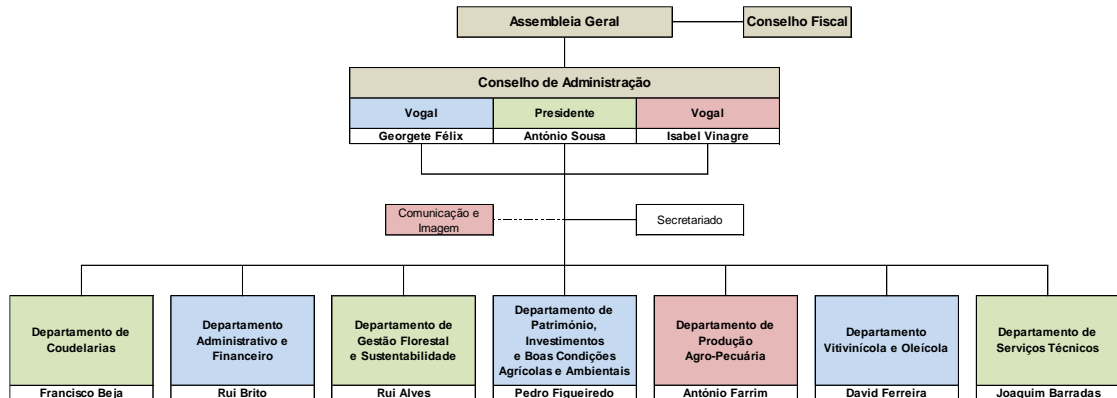 Assembleia Geral
Conselho Fiscal
Conselho de Administração
Vogal
Presidente
Vogal
Georgete Félix
António Sousa
Isabel Vinagre
Comunicação e
Imagem
Secretariado
Departamento de
Coudelarias
Francisco Beja
Departamento
Administrativo e
Financeiro
Rui Brito
Departamento de
Gestão Florestal
e Sustentabilidade
Rui Alves
Departamento de
Património,
Investimentos
e Boas Condições
Agrícolas e Ambientais
Pedro Figueiredo
Departamento de
Produção
Agro-Pecuária
António Farrim
Departamento
Vitivinícola e Oleícola
David Ferreira
Departamento de
Serviços Técnicos
Joaquim Barradas